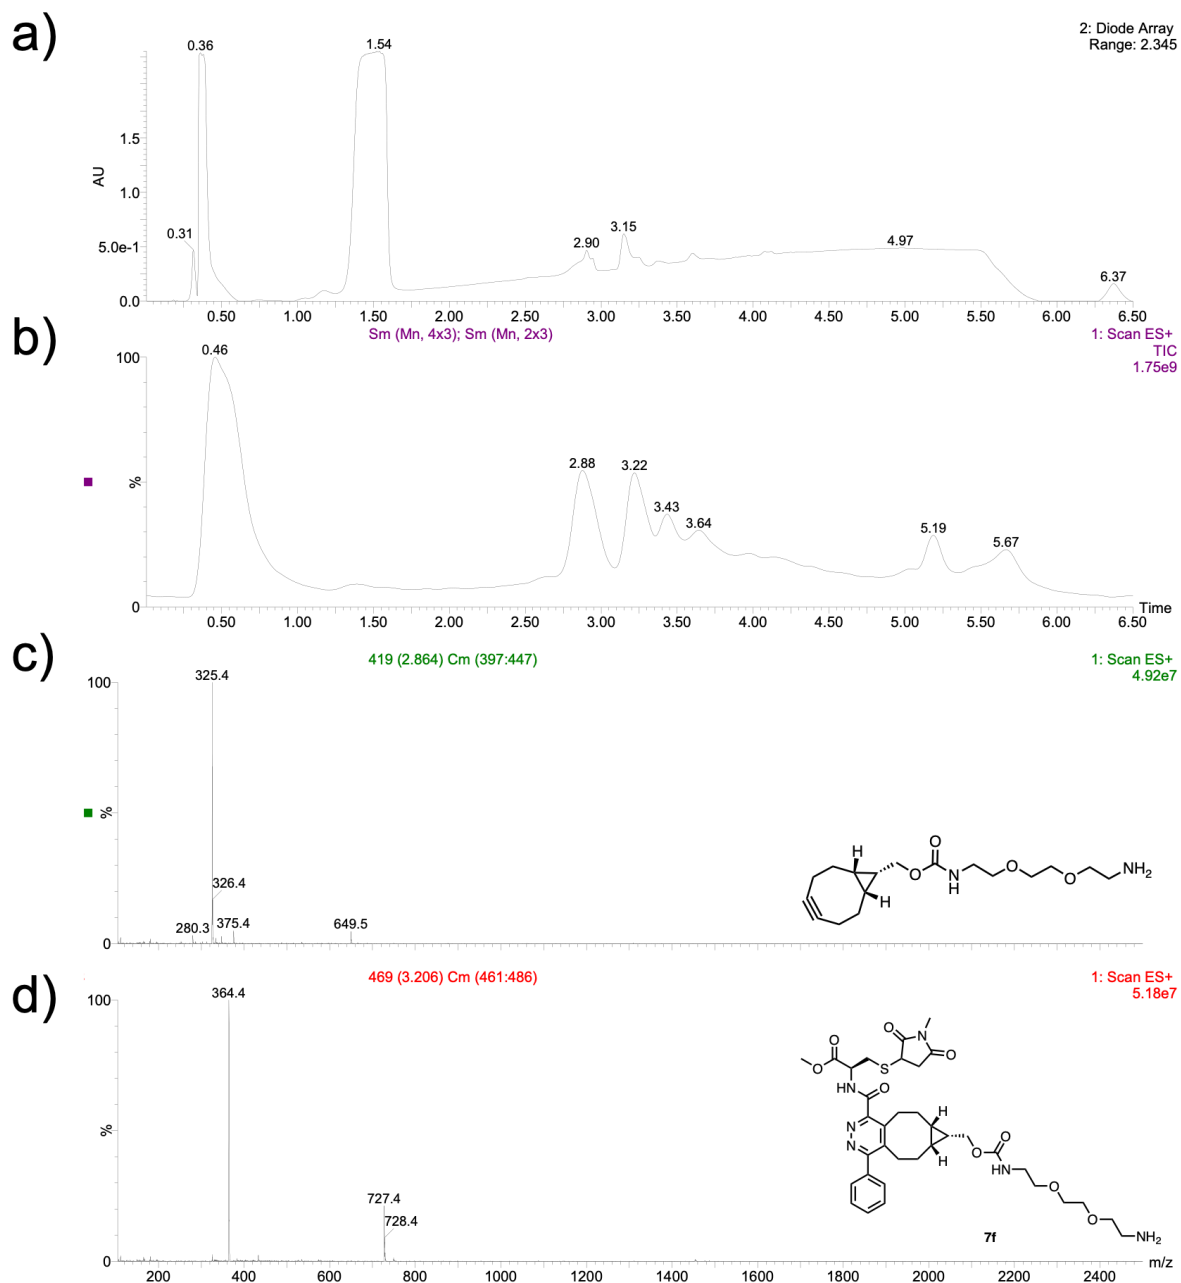 a)
2: Diode Array
Range: 2.345
0.36
1.54
AU
1.5
1.0
5.0e-1
0.0
0.31
2.90
3.15
4.97
6.37
0.50 1.00 1.50 2.00 2.50 3.00 3.50 4.00 4.50 5.00 5.50 6.00 6.50
b)
Sm (Mn, 4x3); Sm (Mn, 2x3)
1: Scan ES+
TIC
1.75e9
100
%
0
0.46
2.88
3.22
3.43
3.64
5.19
5.67
Time
0.50 1.00 1.50 2.00 2.50 3.00 3.50 4.00 4.50 5.00 5.50 6.00 6.50
c)
419 (2.864) Cm (397:447)
1: Scan ES+
4.92e7
100
%
0
325.4
326.4
280.3
375.4
649.5
H
H
O
O
N
H
O
O
NH2
d)
469 (3.206) Cm (461:486)
1: Scan ES+
5.18e7
100
%
0
364.4
727.4
728.4
O
N
O
O
O
S
HN
O
N
N
H
H
O
O
HN
O
O
NH2
7f
m/z
200 400 600 800 1000 1200 1400 1600 1800 2000 2200 2400